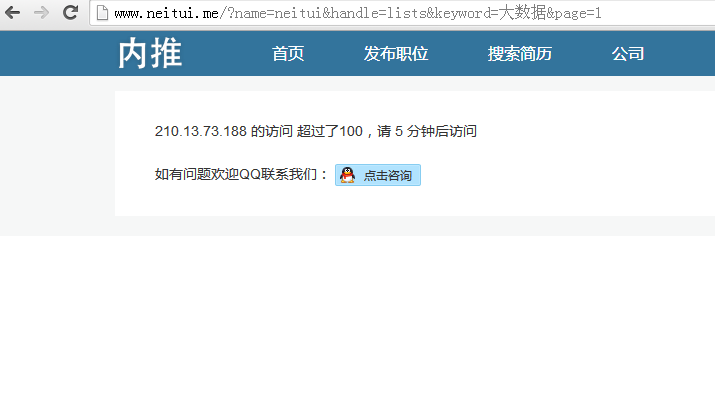 www.neitui.me/?name=neitui&handle=lists&keyword=大数据&page=1
内推 首页 发布职位 搜索简历 公司
210.13.73.188 的访问 超过了100，请 5 分钟后访问
如有问题欢迎QQ联系我们： 点击咨询